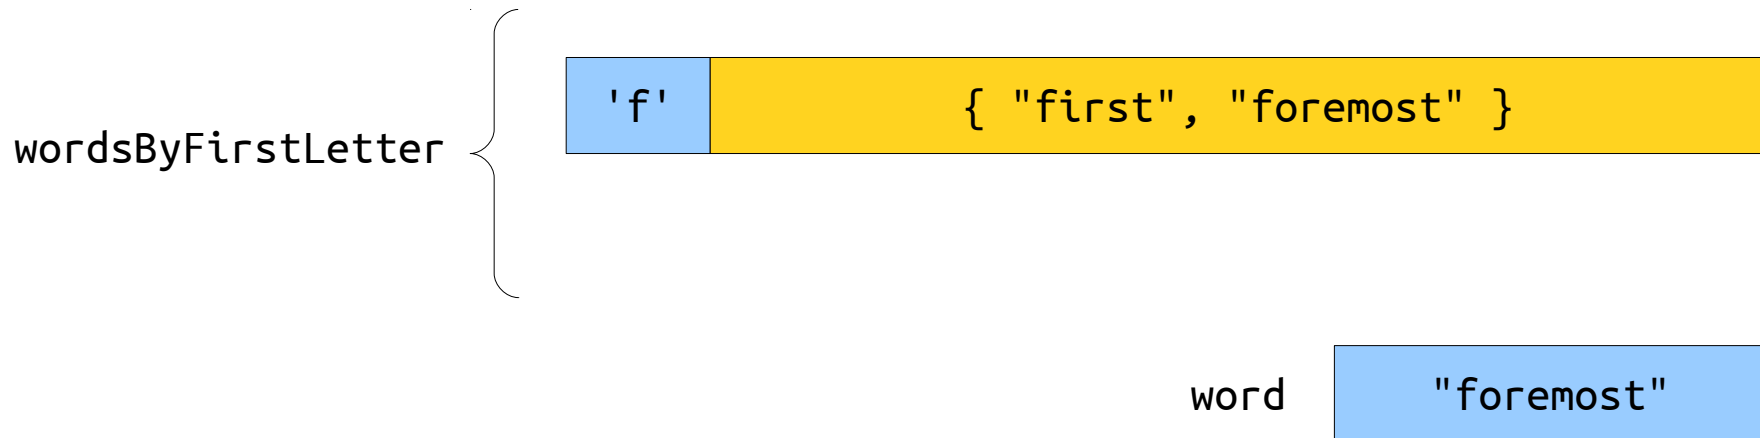 'f' { "first", "foremost" }
wordsByFirstLetter
word "foremost"